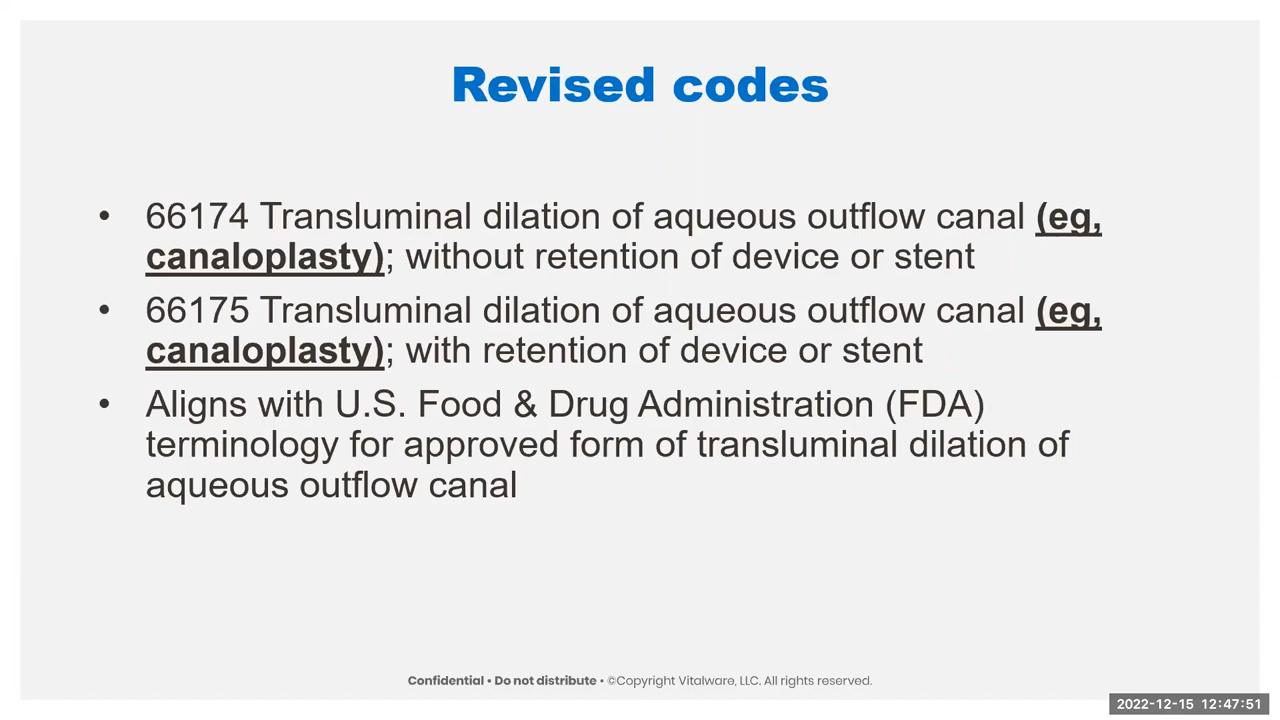 Revised codes
• 66174 Transluminal dilation of aqueous outflow canal (eg,
canaloplasty); without retention of device or stent
• 66175 Transluminal dilation of aqueous outflow canal (eg,
canaloplasty); with retention of device or stent
• Aligns with U.S. Food & Drug Administration (FDA)
terminology for approved form of transluminal dilation of
aqueous outflow canal
Confidential • Do not distribute • ©Copyright Vitalware, LLC. All rights reserved.
2022-12-15 12:47:51